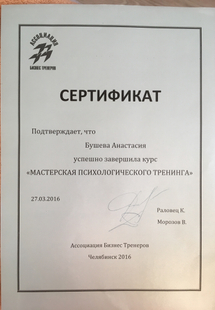 АССОЦИАЦИЯ
БИЗНЕС ТРЕНЕРОВ
СЕРТИФИКАТ
Подтверждает, что
Бушева Анастасия
успешно завершила курс
«МАСТЕРСКАЯ ПСИХОЛОГИЧЕСКОГО ТРЕНИНГА»
27.03.2016
Раловец К.
Морозов В.
Ассоциация Бизнес Тренеров
Челябинск 2016